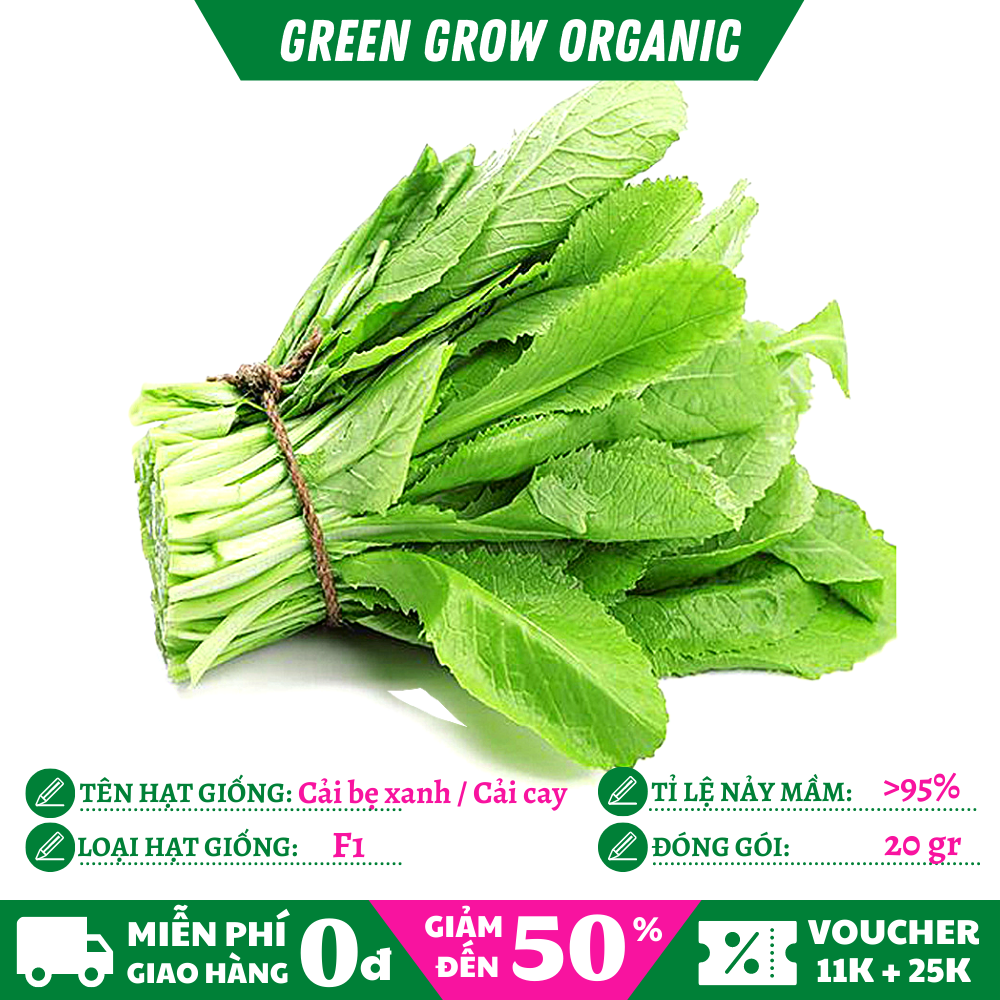 GREEN GROW ORGANIC
TÊN HẠT GIỐNG: Cải bẹ xanh / Cải cay
TỈ LỆ NẢY MẦM: >95%
LOẠI HẠT GIỐNG: F1
ĐÓNG GÓI: 20 gr
MIỄN PHÍ
GIAO HÀNG 0đ
GIẢM
ĐẾN 50%
VOUCHER
11K + 25K